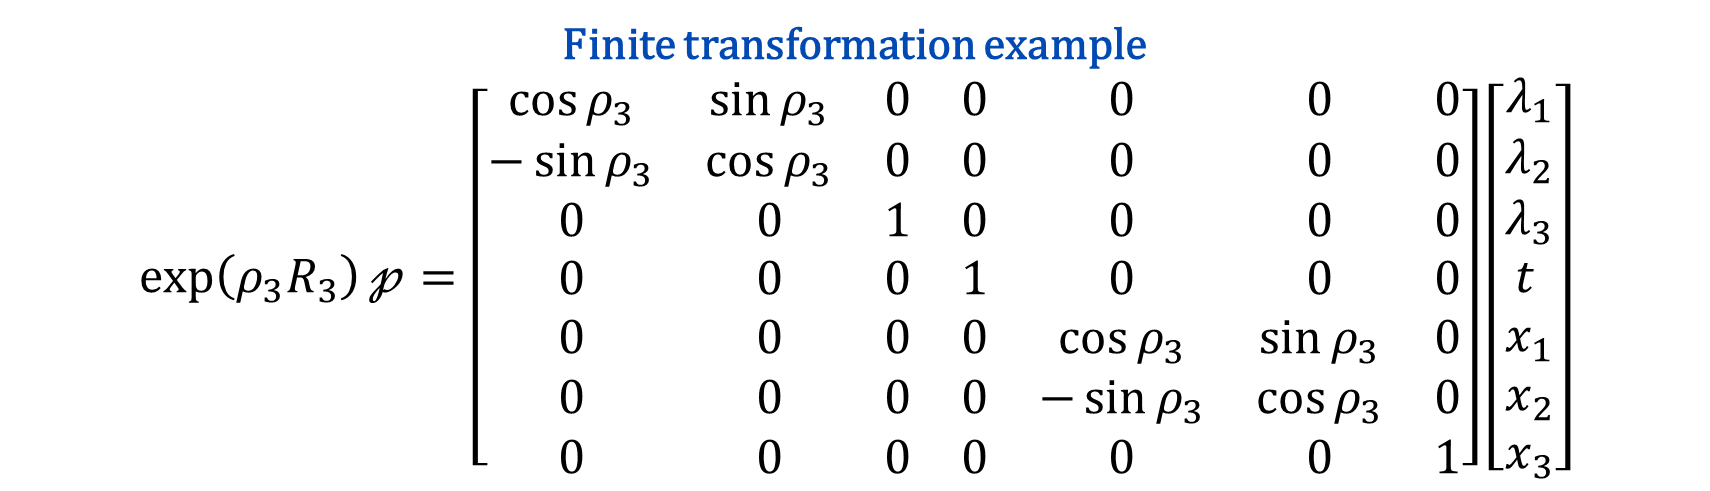 Finite transformation example
cos ρ₃ sin ρ₃ 0 0 0 0 0 λ₁
− sin ρ₃ cos ρ₃ 0 0 0 0 0 λ₂
0 0 1 0 0 0 0 λ₃
exp(ρ₃R₃) ℘ = 0 0 0 1 0 0 0 t
0 0 0 0 cos ρ₃ sin ρ₃ 0 x₁
0 0 0 0 − sin ρ₃ cos ρ₃ 0 x₂
0 0 0 0 0 0 1 x₃